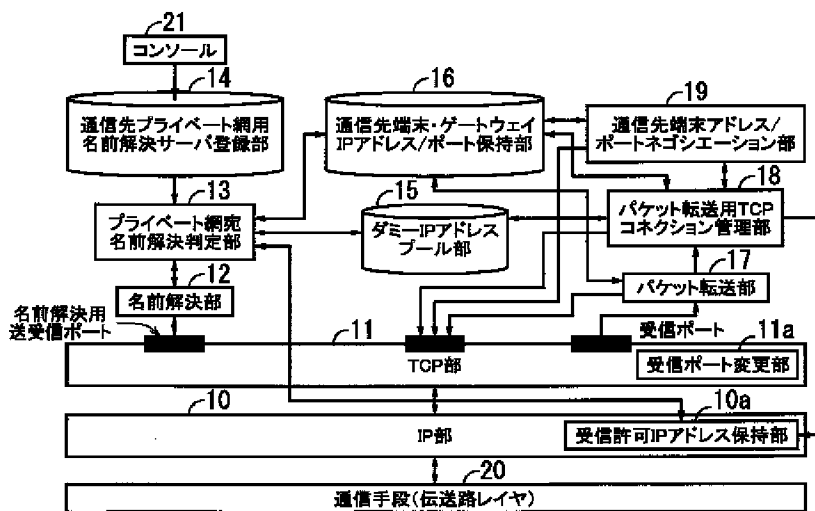 21
コンソール
14
通信先プライベート網用
名前解決サーバ登録部
16
通信先端末・ゲートウェイ
IPアドレス/ポート保持部
19
通信先端末アドレス/
ポートネゴシエーション部
13
プライベート網宛
名前解決判定部
15
ダミーIPアドレス
プール部
18
パケット転送用TCP
コネクション管理部
12
名前解決部
17
パケット転送部
名前解決用
送受信ポート
11
受信ポート
11a
TCP部
受信ポート変更部
10
IP部
10a
受信許可IPアドレス保持部
20
通信手段(伝送路レイヤ)